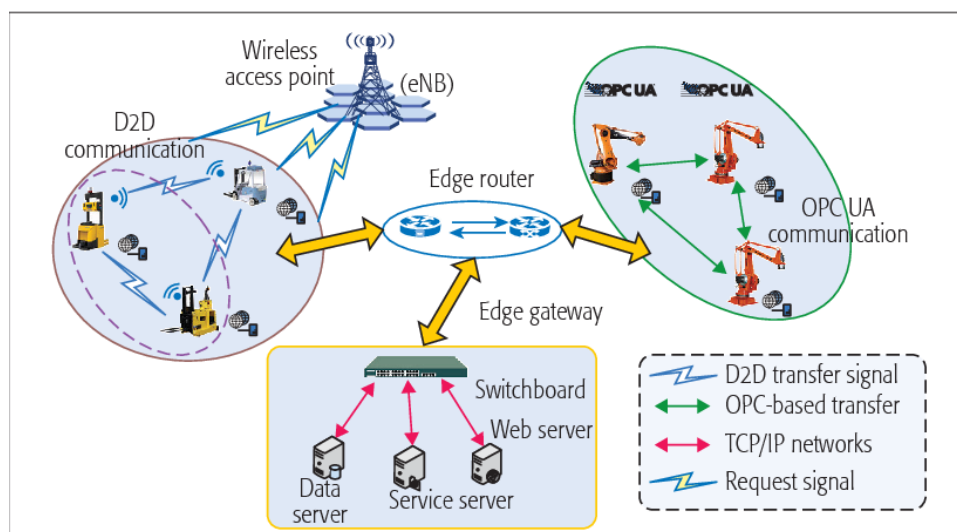 Wireless
access point
(eNB)
D2D
communication
OPC UA
OPC UA
Edge router
OPC UA
communication
Edge gateway
Switchboard
Web server
Data
server
Service server
D2D transfer signal
OPC-based transfer
TCP/IP networks
Request signal